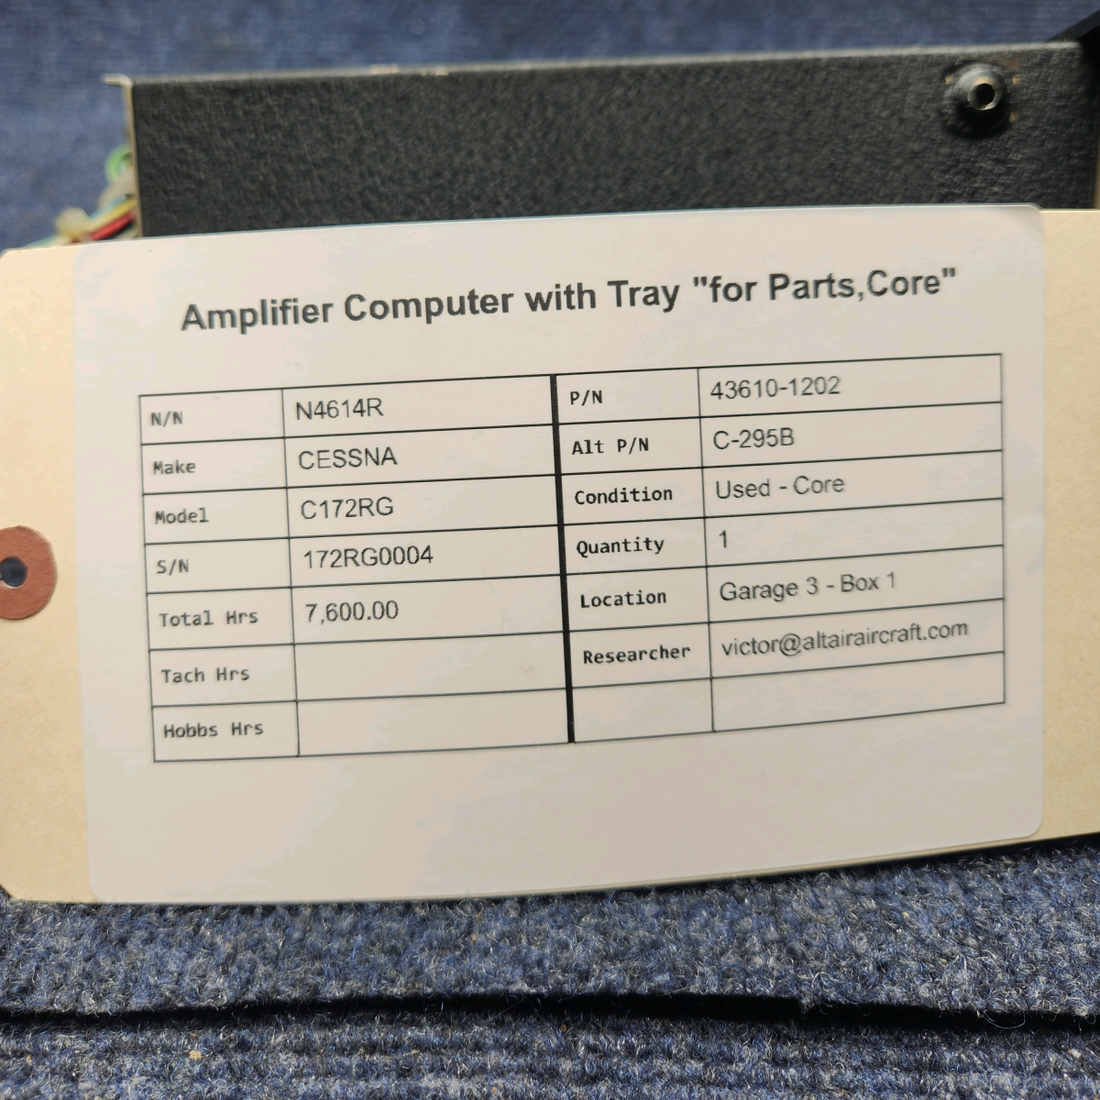 Amplifier Computer with Tray "for Parts,Core"
N/N N4614R P/N 43610-1202
Make CESSNA Alt P/N C-295B
Model C172RG Condition Used - Core
S/N 172RG0004 Quantity 1
Total Hrs 7,600.00 Location Garage 3 - Box 1
Tach Hrs Researcher victor@altairaircraft.com
Hobbs Hrs